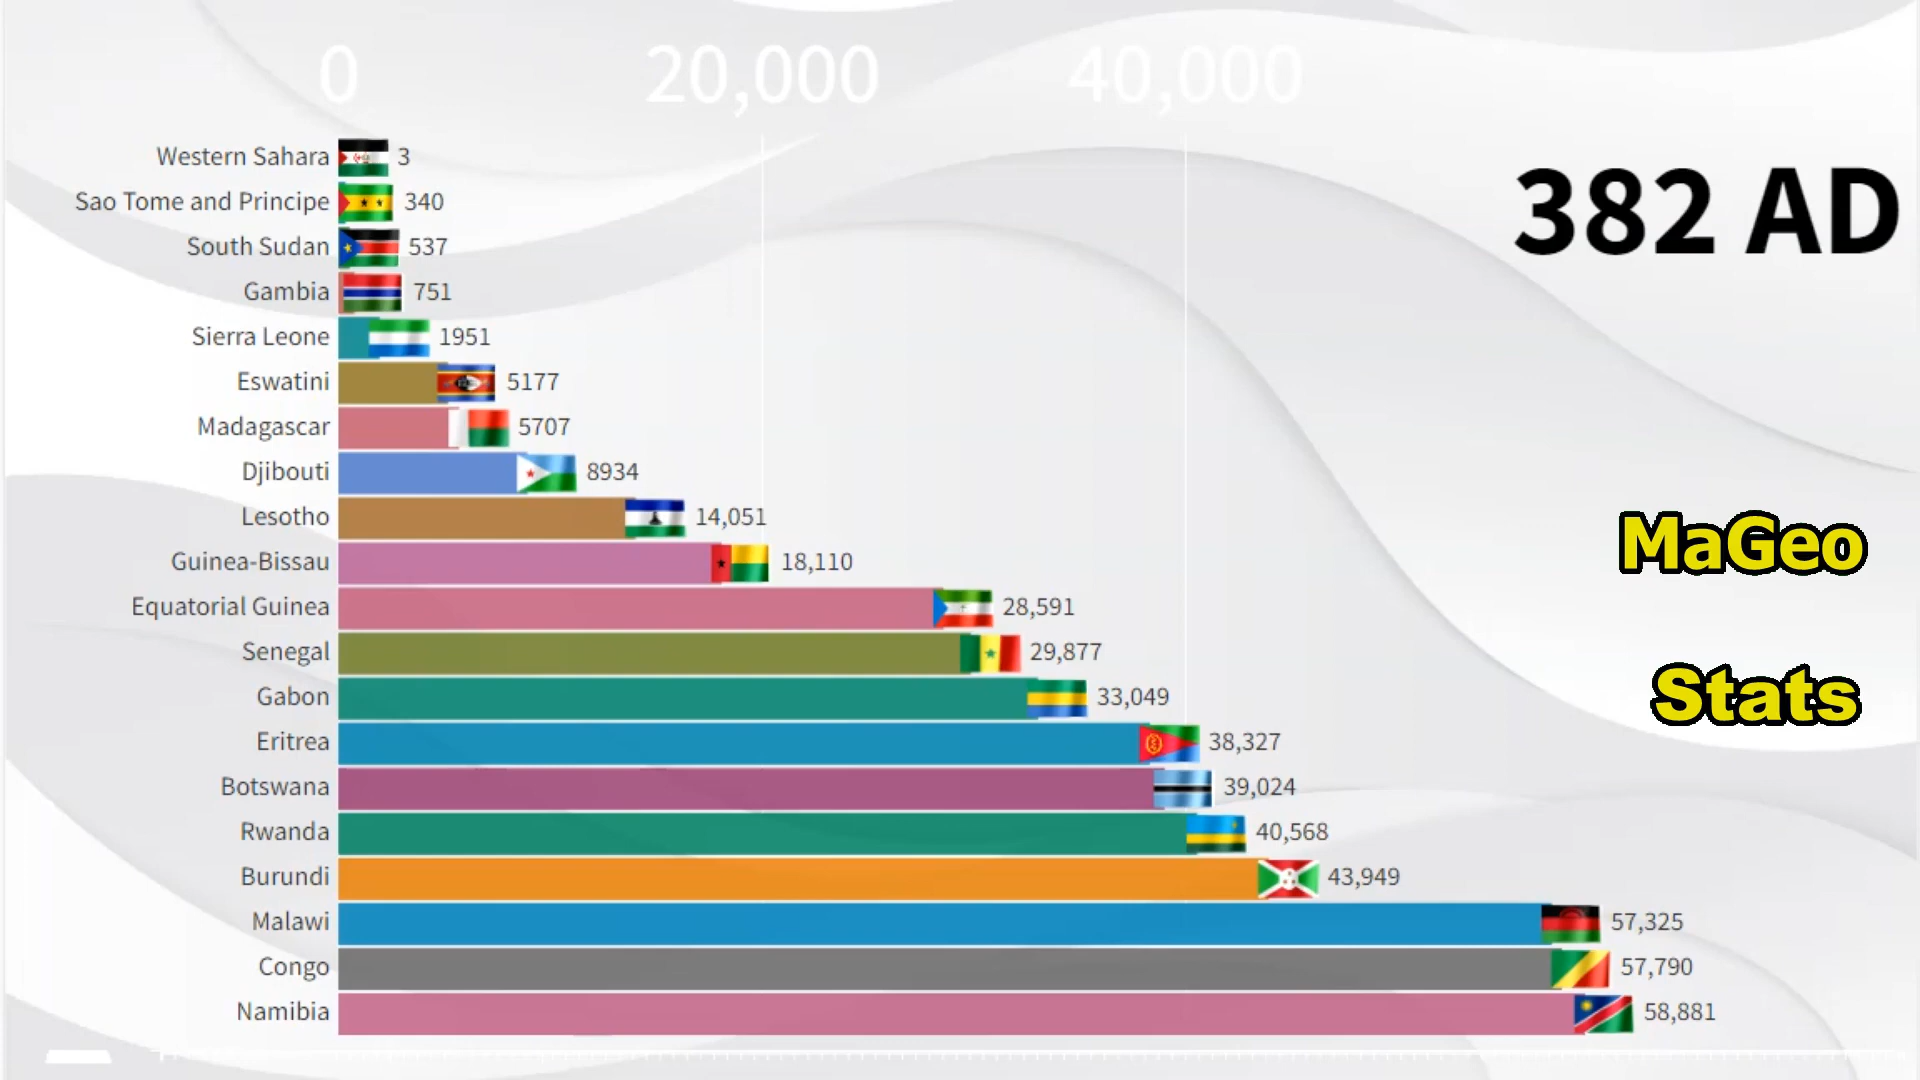 0 20,000 40,000
Western Sahara 3
Sao Tome and Principe 340
South Sudan 537
Gambia 751
Sierra Leone 1951
Eswatini 5177
Madagascar 5707
Djibouti 8934
Lesotho 14,051
Guinea-Bissau 18,110
Equatorial Guinea 28,591
Senegal 29,877
Gabon 33,049
Eritrea 38,327
Botswana 39,024
Rwanda 40,568
Burundi 43,949
Malawi 57,325
Congo 57,790
Namibia 58,881
382 AD
MaGeo
Stats